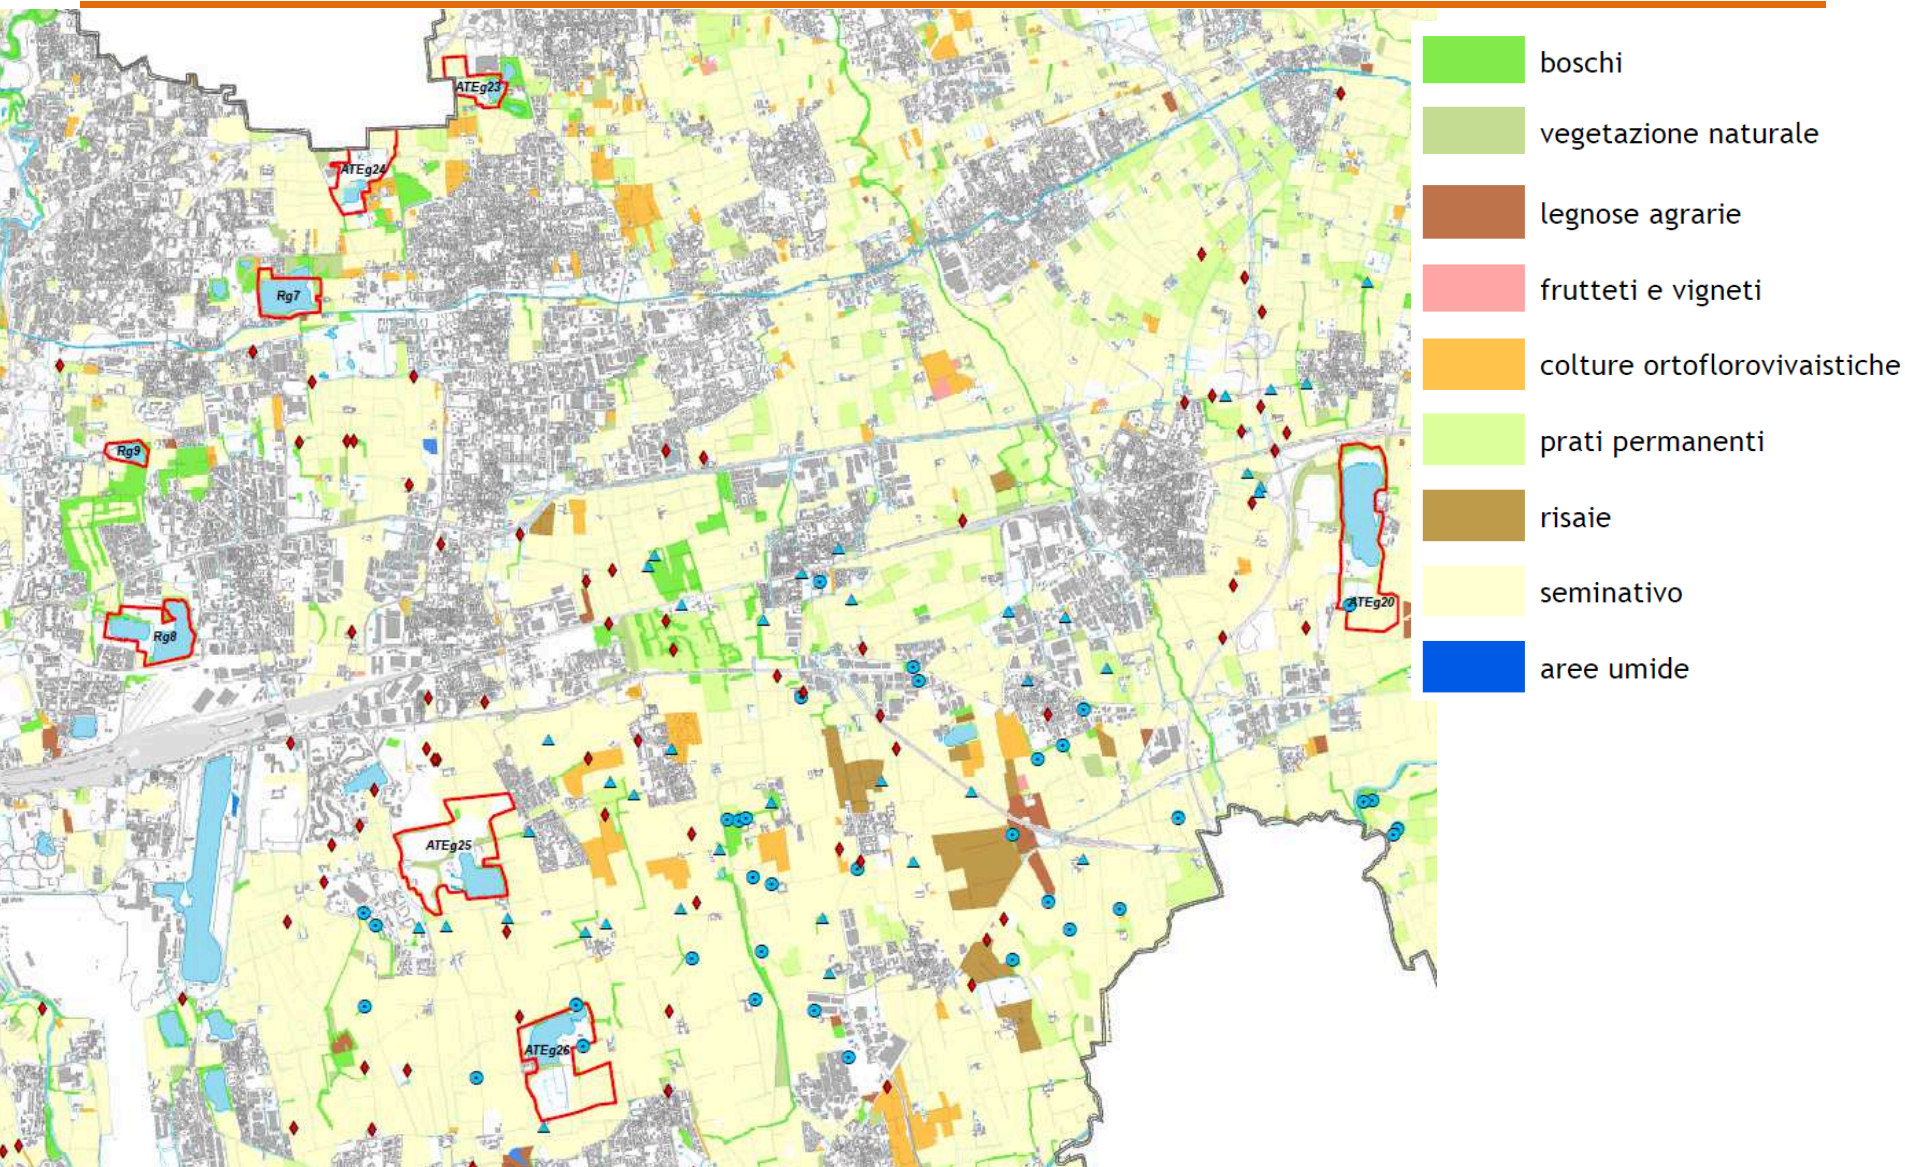 ATEg23
ATEg24
Rg7
Rg9
Rg8
ATEg20
ATEg25
ATEg26
boschi
vegetazione naturale
legnose agrarie
frutteti e vigneti
colture ortoflorovivaistiche
prati permanenti
risaie
seminativo
aree umide